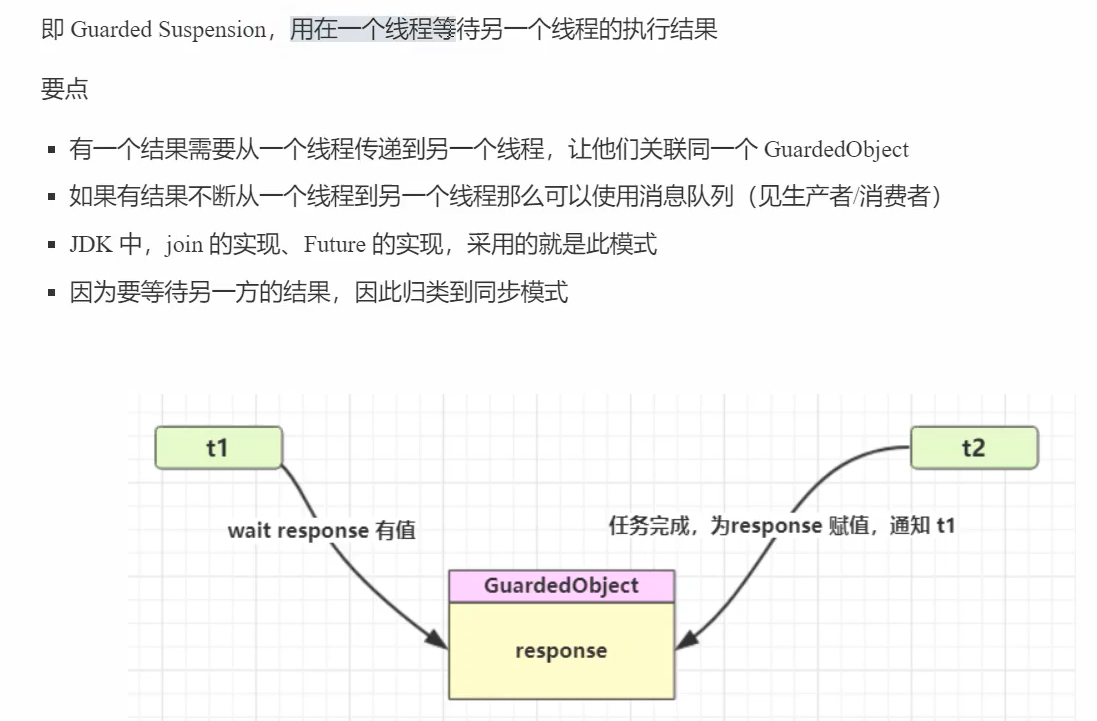 即 Guarded Suspension，用在一个线程等待另一个线程的执行结果
要点
有一个结果需要从一个线程传递到另一个线程，让他们关联同一个 GuardedObject
如果有结果不断从一个线程到另一个线程那么可以使用消息队列（见生产者/消费者）
JDK 中，join 的实现、Future 的实现，采用的就是此模式
因为要等待另一方的结果，因此归类到同步模式
t1
t2
wait response 有值
任务完成，为response 赋值，通知 t1
GuardedObject
response